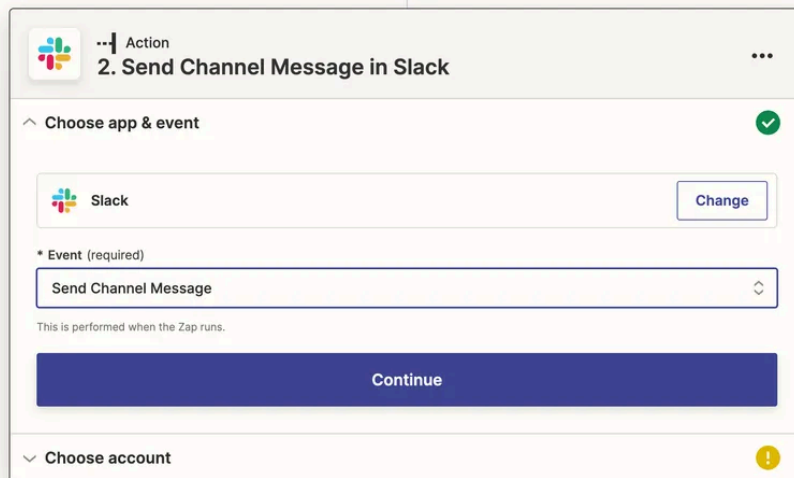 Action
2. Send Channel Message in Slack
Choose app & event
Slack
Change
* Event (required)
Send Channel Message
This is performed when the Zap runs.
Continue
Choose account